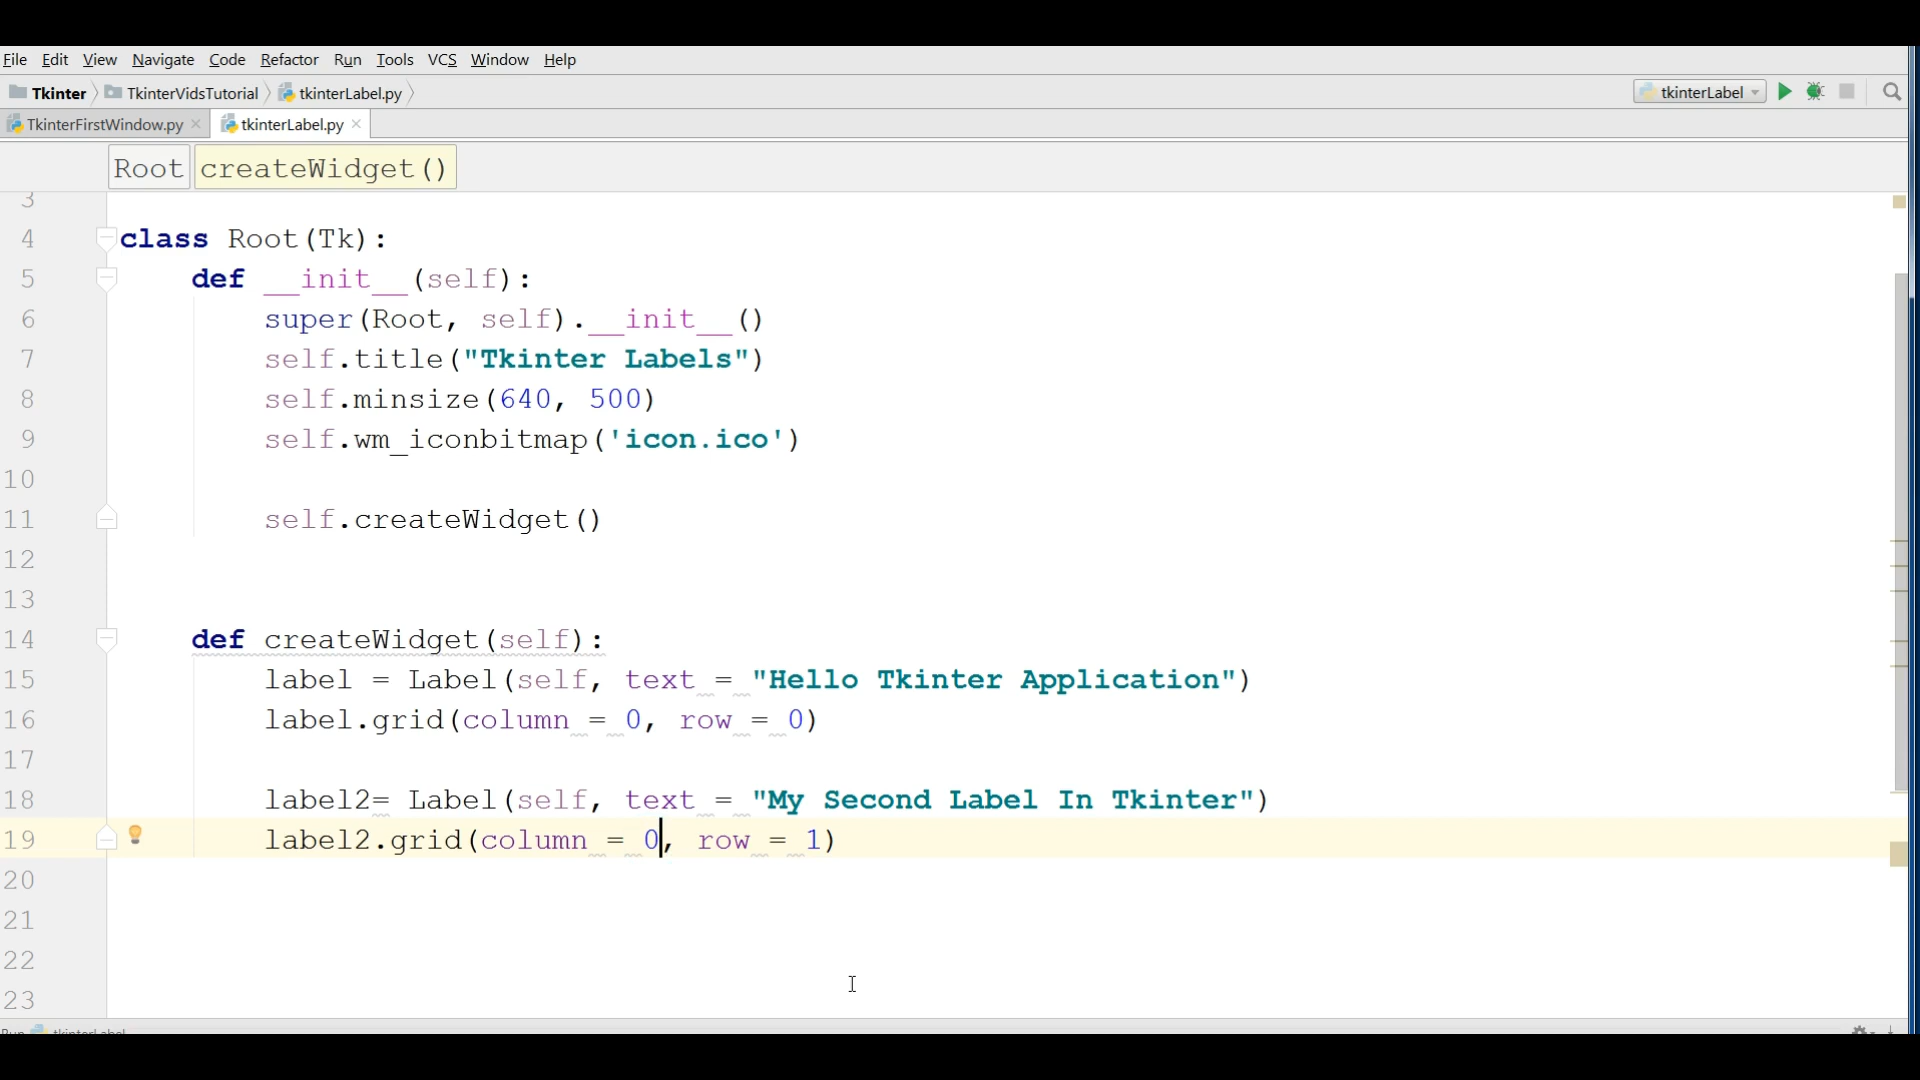 File Edit View Navigate Code Refactor Run Tools VCS Window Help
Tkinter TkinterVidsTutorial tkinterLabel.py tkinterLabel
TkinterFirstWindow.py tkinterLabel.py
Root createWidget()
3
4 class Root(Tk):
5 def __init__(self):
6 super(Root, self).__init__()
7 self.title("Tkinter Labels")
8 self.minsize(640, 500)
9 self.wm_iconbitmap('icon.ico')
10
11 self.createWidget()
12
13
14 def createWidget(self):
15 label = Label(self, text = "Hello Tkinter Application")
16 label.grid(column = 0, row = 0)
17
18 label2= Label(self, text = "My Second Label In Tkinter")
19 label2.grid(column = 0, row = 1)
20
21
22
23
Run tkinterLabel